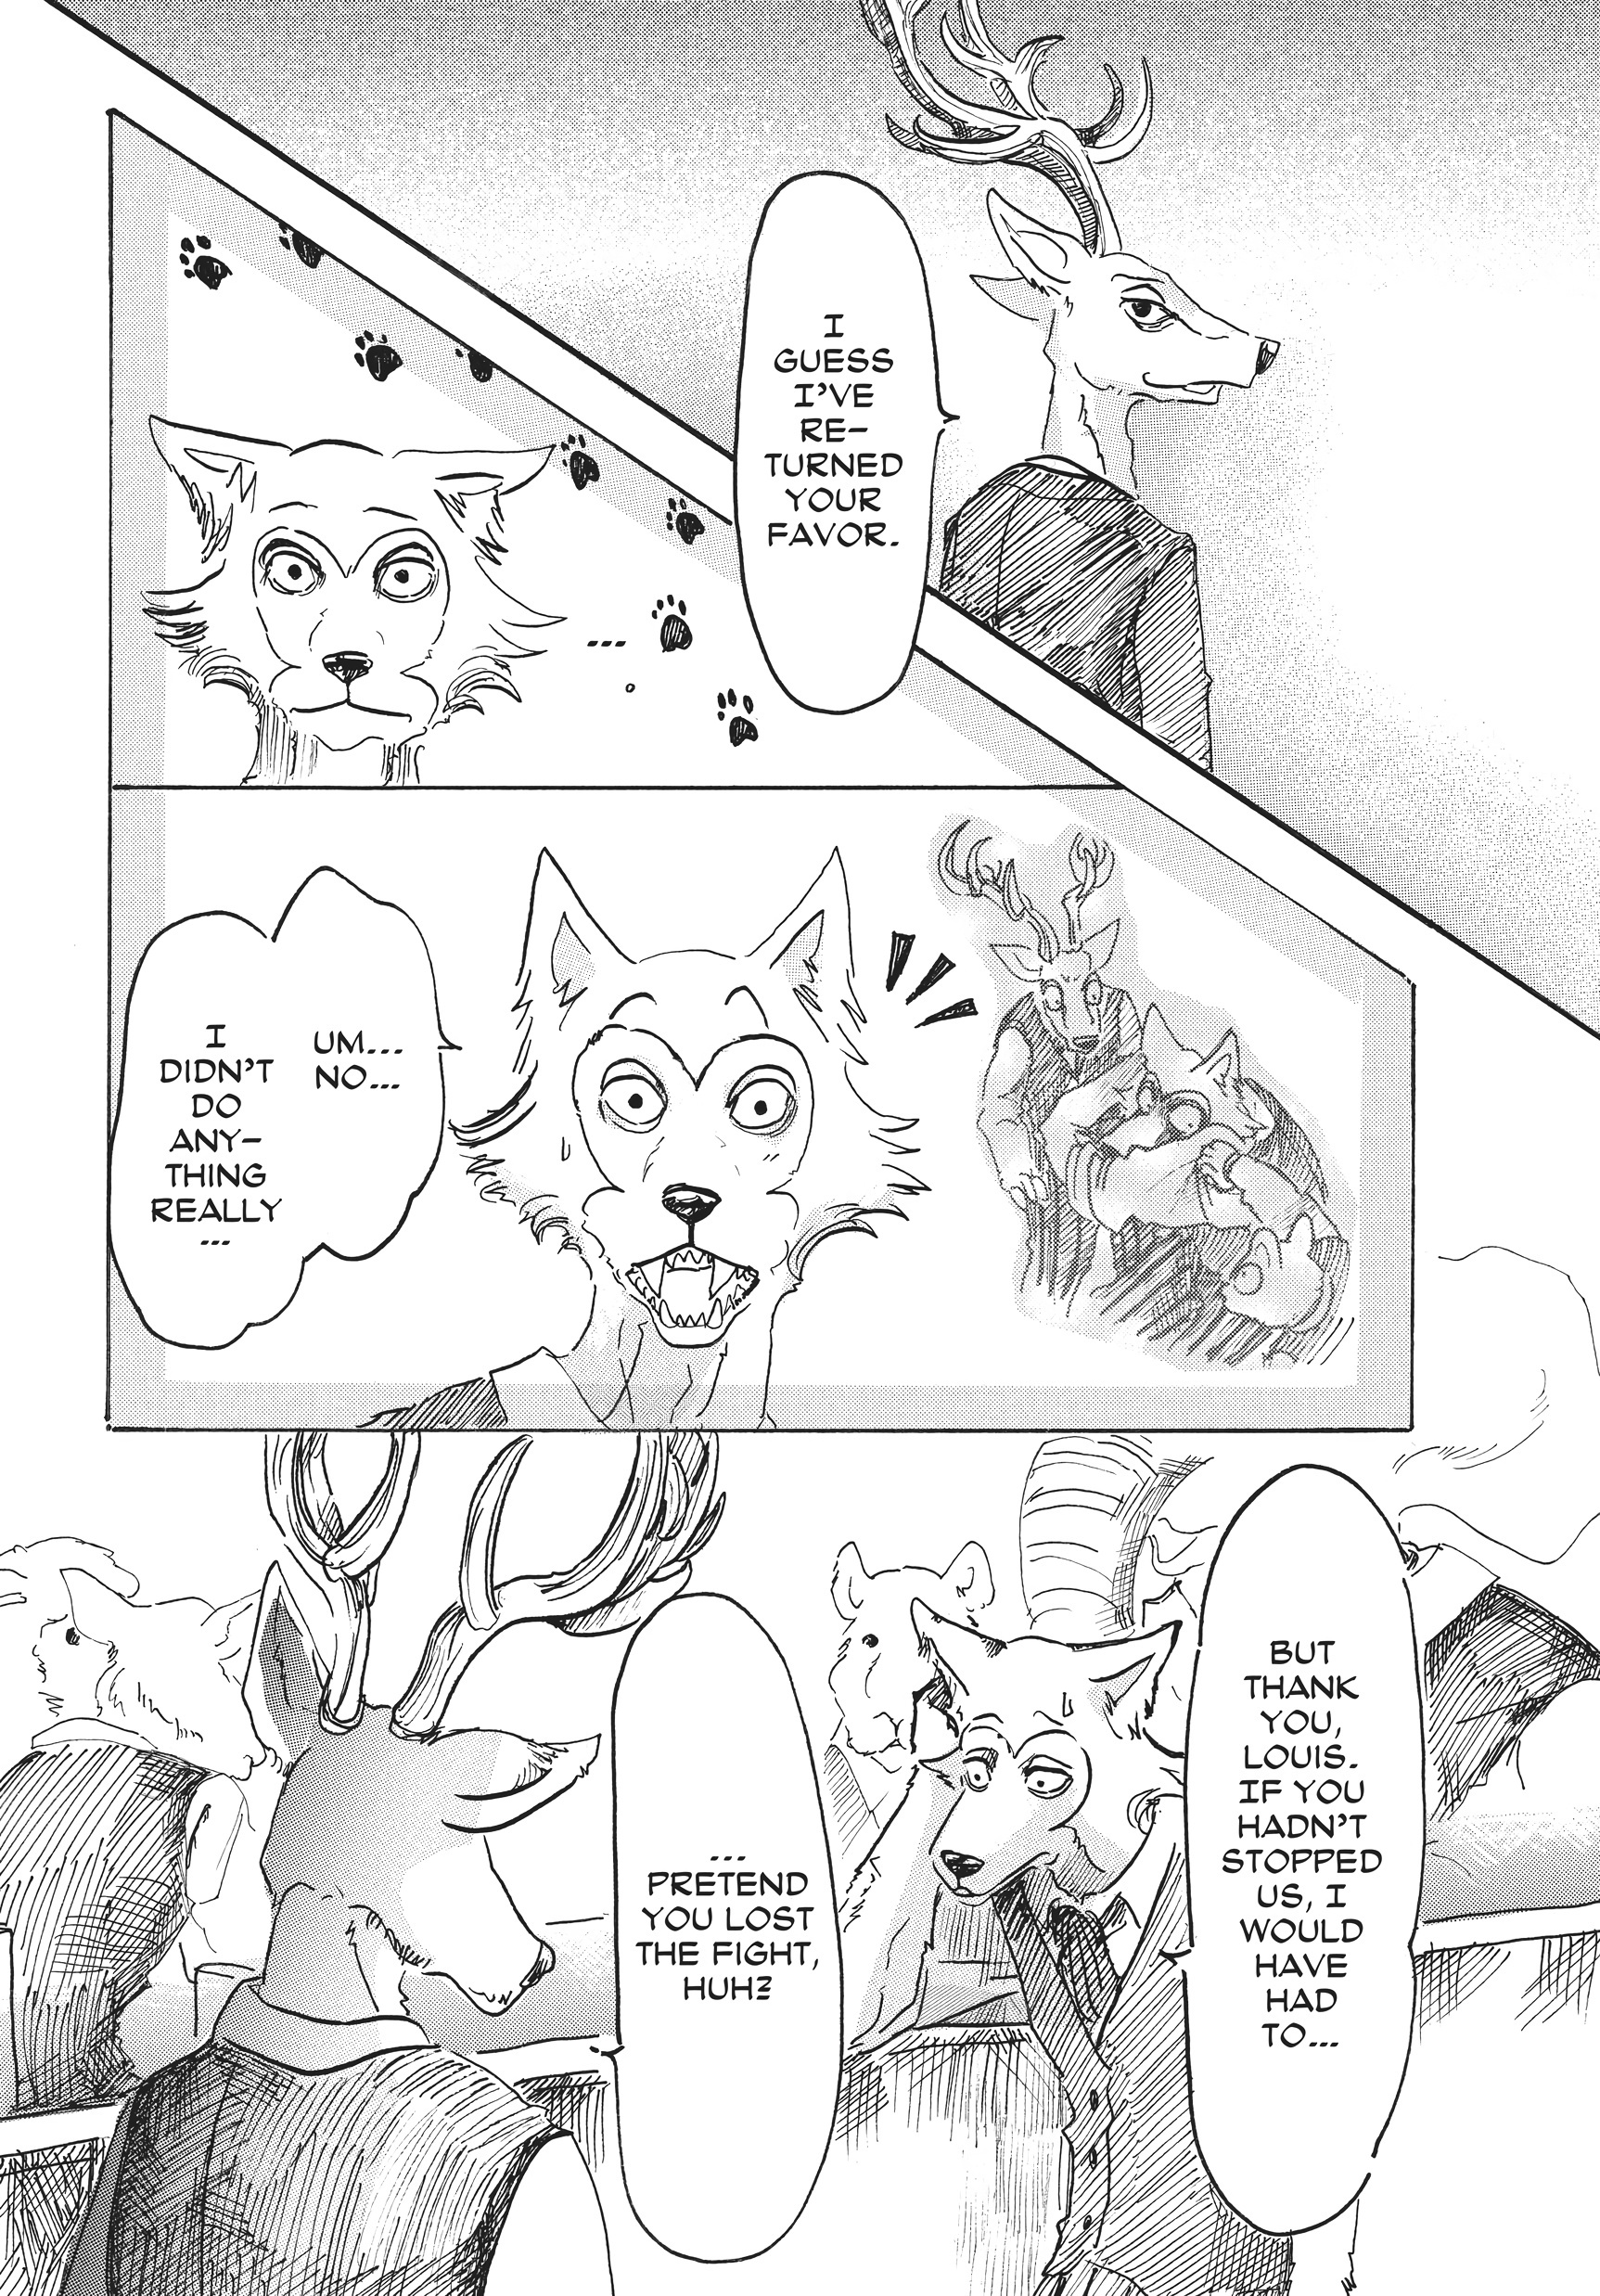 I
GUESS
I'VE
RE-
TURNED
YOUR
FAVOR.
...
UM...
NO...
I
DIDN'T
DO
ANY-
THING
REALLY
...
BUT
THANK
YOU,
LOUIS.
IF YOU
HADN'T
STOPPED
US, I
WOULD
HAVE
HAD
TO...
...
PRETEND
YOU LOST
THE FIGHT,
HUH?